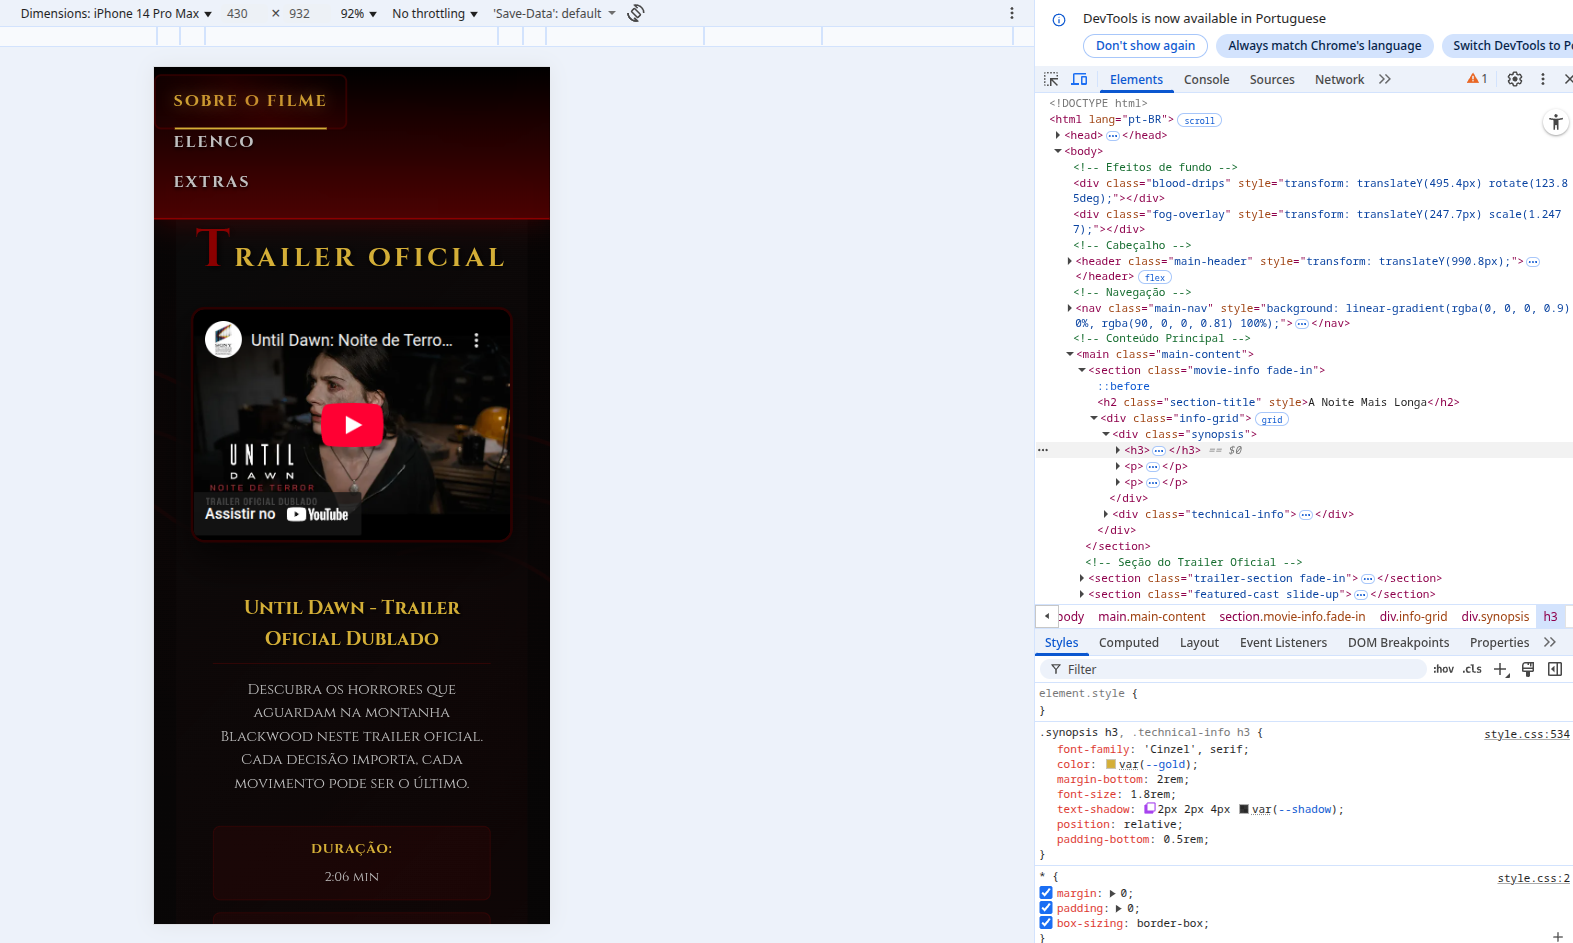 Dimensions: iPhone 14 Pro Max ▼ 430 × 932 92% ▼ No throttling ▼ 'Save-Data': default ▼
SOBRE O FILME
ELENCO
EXTRAS
TRAILER OFICIAL
Until Dawn: Noite de Terro...
UNTIL
DAWN
NOITE DE TERROR
TRAILER OFICIAL DUBLADO
Assistir no YouTube
UNTIL DAWN - TRAILER
OFICIAL DUBLADO
DESCUBRA OS HORRORES QUE
AGUARDAM NA MONTANHA
BLACKWOOD NESTE TRAILER OFICIAL.
CADA DECISÃO IMPORTA, CADA
MOVIMENTO PODE SER O ÚLTIMO.
DURAÇÃO:
2:06 MIN
DevTools is now available in Portuguese
Don't show again Always match Chrome's language Switch DevTools to Po
Elements Console Sources Network 1
<!DOCTYPE html>
<html lang="pt-BR"> scroll
<head> ... </head>
<body>
<!-- Efeitos de fundo -->
<div class="blood-drips" style="transform: translateY(495.4px) rotate(123.8
5deg);"></div>
<div class="fog-overlay" style="transform: translateY(247.7px) scale(1.247
7);"></div>
<!-- Cabeçalho -->
<header class="main-header" style="transform: translateY(990.8px);"> ...
</header> flex
<!-- Navegação -->
<nav class="main-nav" style="background: linear-gradient(rgba(0, 0, 0, 0.9)
0%, rgba(90, 0, 0, 0.81) 100%);"> ... </nav>
<!-- Conteúdo Principal -->
<main class="main-content">
<section class="movie-info fade-in">
::before
<h2 class="section-title" style>A Noite Mais Longa</h2>
<div class="info-grid"> grid
<div class="synopsis">
... <h3> ... </h3> == $0
<p> ... </p>
<p> ... </p>
</div>
<div class="technical-info"> ... </div>
</div>
</section>
<!-- Seção do Trailer Oficial -->
<section class="trailer-section fade-in"> ... </section>
<section class="featured-cast slide-up"> ... </section>
body main.main-content section.movie-info.fade-in div.info-grid div.synopsis h3
Styles Computed Layout Event Listeners DOM Breakpoints Properties
Filter :hov .cls
element.style {
}
.synopsis h3, .technical-info h3 { style.css:534
font-family: 'Cinzel', serif;
color: var(--gold);
margin-bottom: 2rem;
font-size: 1.8rem;
text-shadow: 2px 2px 4px var(--shadow);
position: relative;
padding-bottom: 0.5rem;
}
* { style.css:2
margin: 0;
padding: 0;
box-sizing: border-box;
}